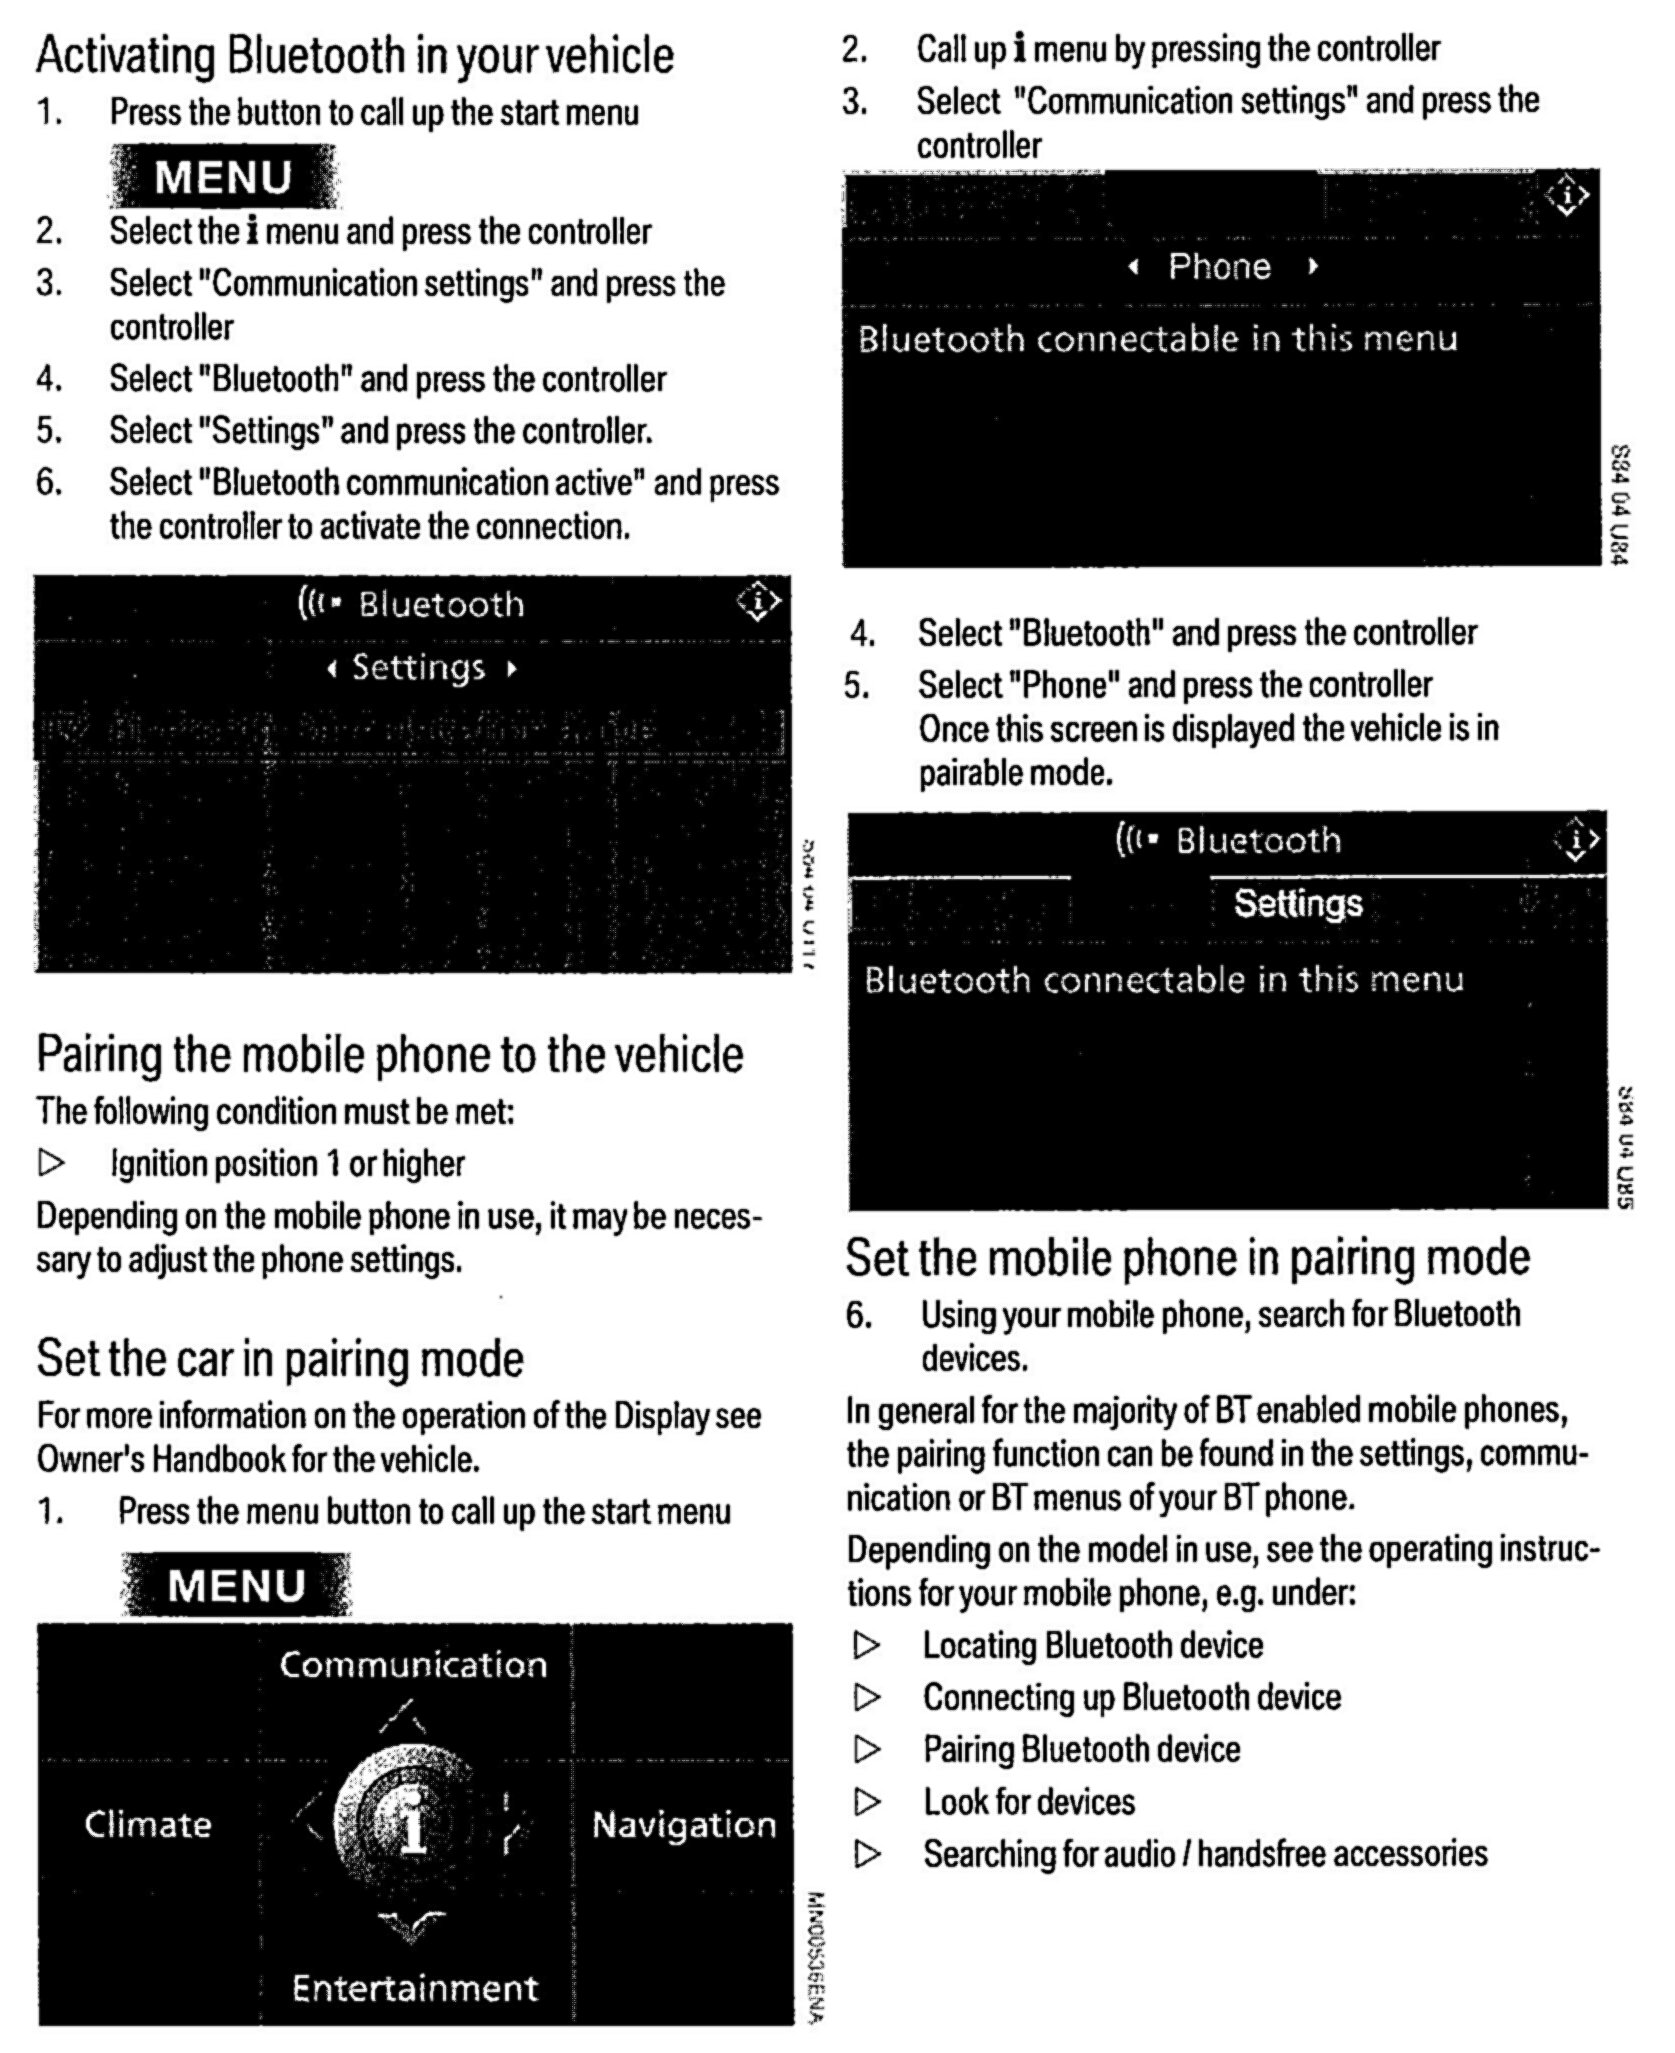 Activating Bluetooth in your vehicle
1. Press the button to call up the start menu
MENU
2. Select the i menu and press the controller
3. Select "Communication settings" and press the
controller
4. Select "Bluetooth" and press the controller
5. Select "Settings" and press the controller.
6. Select "Bluetooth communication active" and press
the controller to activate the connection.
Bluetooth i
Settings
Pairing the mobile phone to the vehicle
The following condition must be met:
▷ Ignition position 1 or higher
Depending on the mobile phone in use, it may be neces-
sary to adjust the phone settings.
Set the car in pairing mode
For more information on the operation of the Display see
Owner's Handbook for the vehicle.
1. Press the menu button to call up the start menu
MENU
Communication
Climate i Navigation
Entertainment
MN00536ENA
2. Call up i menu by pressing the controller
3. Select "Communication settings" and press the
controller
i
Phone
Bluetooth connectable in this menu
S84 04 U84
4. Select "Bluetooth" and press the controller
5. Select "Phone" and press the controller
Once this screen is displayed the vehicle is in
pairable mode.
Bluetooth i
Settings
Bluetooth connectable in this menu
S84 04 U85
Set the mobile phone in pairing mode
6. Using your mobile phone, search for Bluetooth
devices.
In general for the majority of BT enabled mobile phones,
the pairing function can be found in the settings, commu-
nication or BT menus of your BT phone.
Depending on the model in use, see the operating instruc-
tions for your mobile phone, e.g. under:
▷ Locating Bluetooth device
▷ Connecting up Bluetooth device
▷ Pairing Bluetooth device
▷ Look for devices
▷ Searching for audio / handsfree accessories